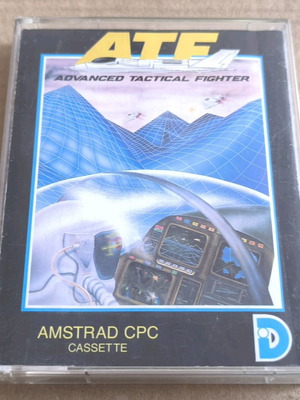 ATF
ADVANCED TACTICAL FIGHTER
AMSTRAD CPC
CASSETTE